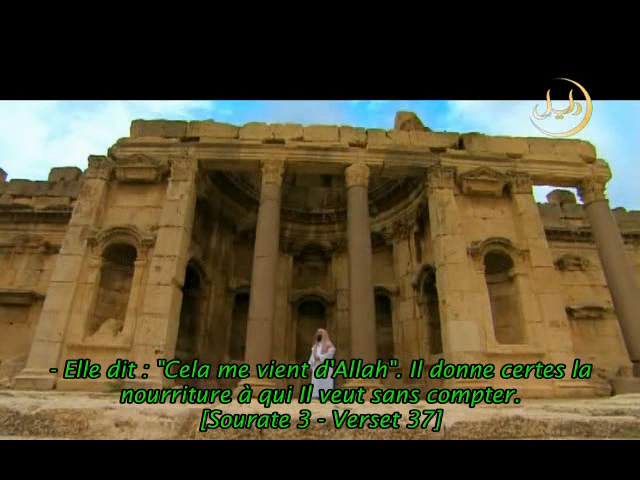 دليل
- Elle dit : "Cela me vient d'Allah". Il donne certes la
nourriture à qui Il veut sans compter.
[Sourate 3 - Verset 37]